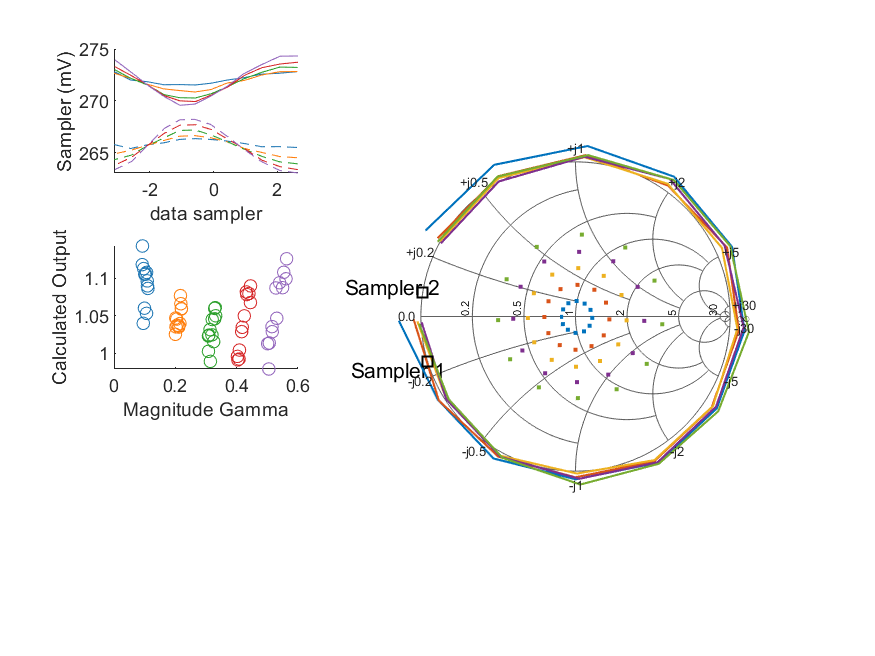 275
270
265
Sampler (mV)
-2
0
2
data sampler
1.1
1.05
1
Calculated Output
0
0.2
0.4
0.6
Magnitude Gamma
+j1
+j0.5
+j2
+j0.2
+j5
Sampler 2
+j30
0.0
0.2
0.5
1
2
5
30
-j30
Sampler 1
-j0.2
-j5
-j0.5
-j2
-j1